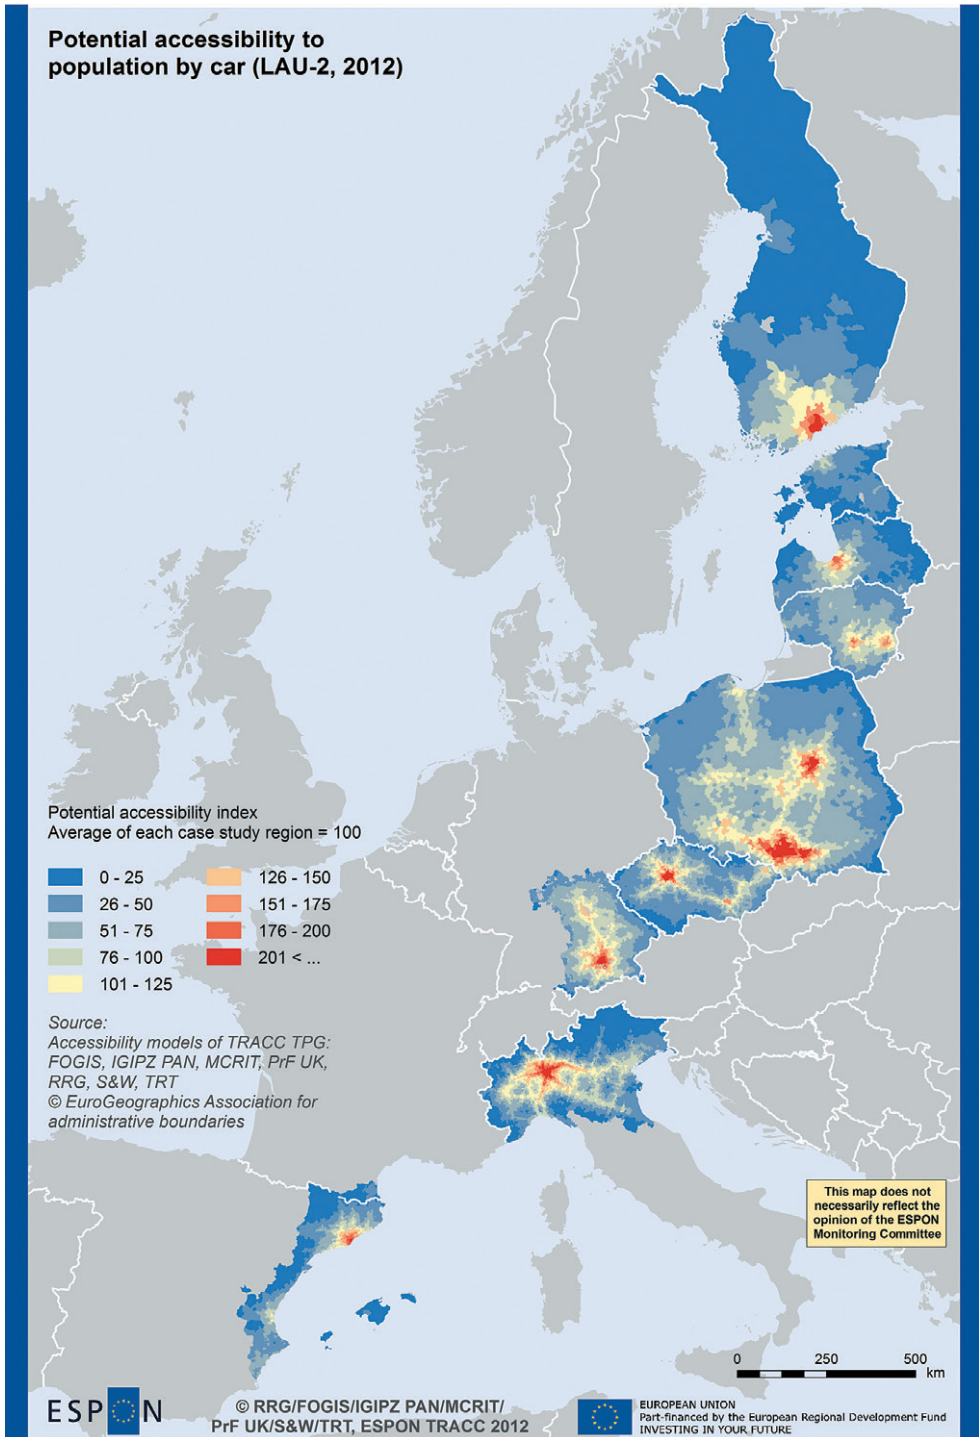 Potential accessibility to
population by car (LAU-2, 2012)
Potential accessibility index
Average of each case study region = 100
0 - 25
26 - 50
51 - 75
76 - 100
101 - 125
126 - 150
151 - 175
176 - 200
201 < ...
Source:
Accessibility models of TRACC TPG:
FOGIS, IGIPZ PAN, MCRIT, PrF UK,
RRG, S&W, TRT
© EuroGeographics Association for
administrative boundaries
This map does not
necessarily reflect the
opinion of the ESPON
Monitoring Committee
0 250 500
km
ESPON
© RRG/FOGIS/IGIPZ PAN/MCRIT/
PrF UK/S&W/TRT, ESPON TRACC 2012
EUROPEAN UNION
Part-financed by the European Regional Development Fund
INVESTING IN YOUR FUTURE